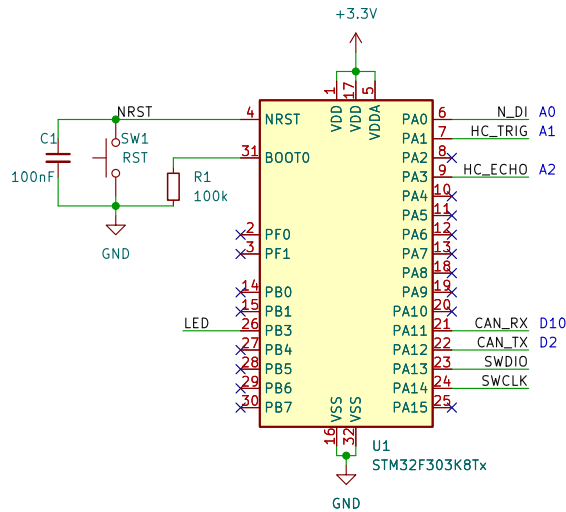 +3.3V
1 17 5
VDD VDD VDDA
NRST 4 NRST PA0 6 N_DI A0
PA1 7 HC_TRIG A1
C1 SW1
RST
100nF
31 BOOT0 PA2 8
R1
100k
PA3 9 HC_ECHO A2
PA4 10
PA5 11
GND
2 PF0 PA6 12
3 PF1 PA7 13
PA8 18
14 PB0 PA9 19
15 PB1 PA10 20
LED 26 PB3 PA11 21 CAN_RX D10
27 PB4 PA12 22 CAN_TX D2
28 PB5 PA13 23 SWDIO
29 PB6 PA14 24 SWCLK
30 PB7 PA15 25
VSS VSS
16 32
U1
STM32F303K8Tx
GND